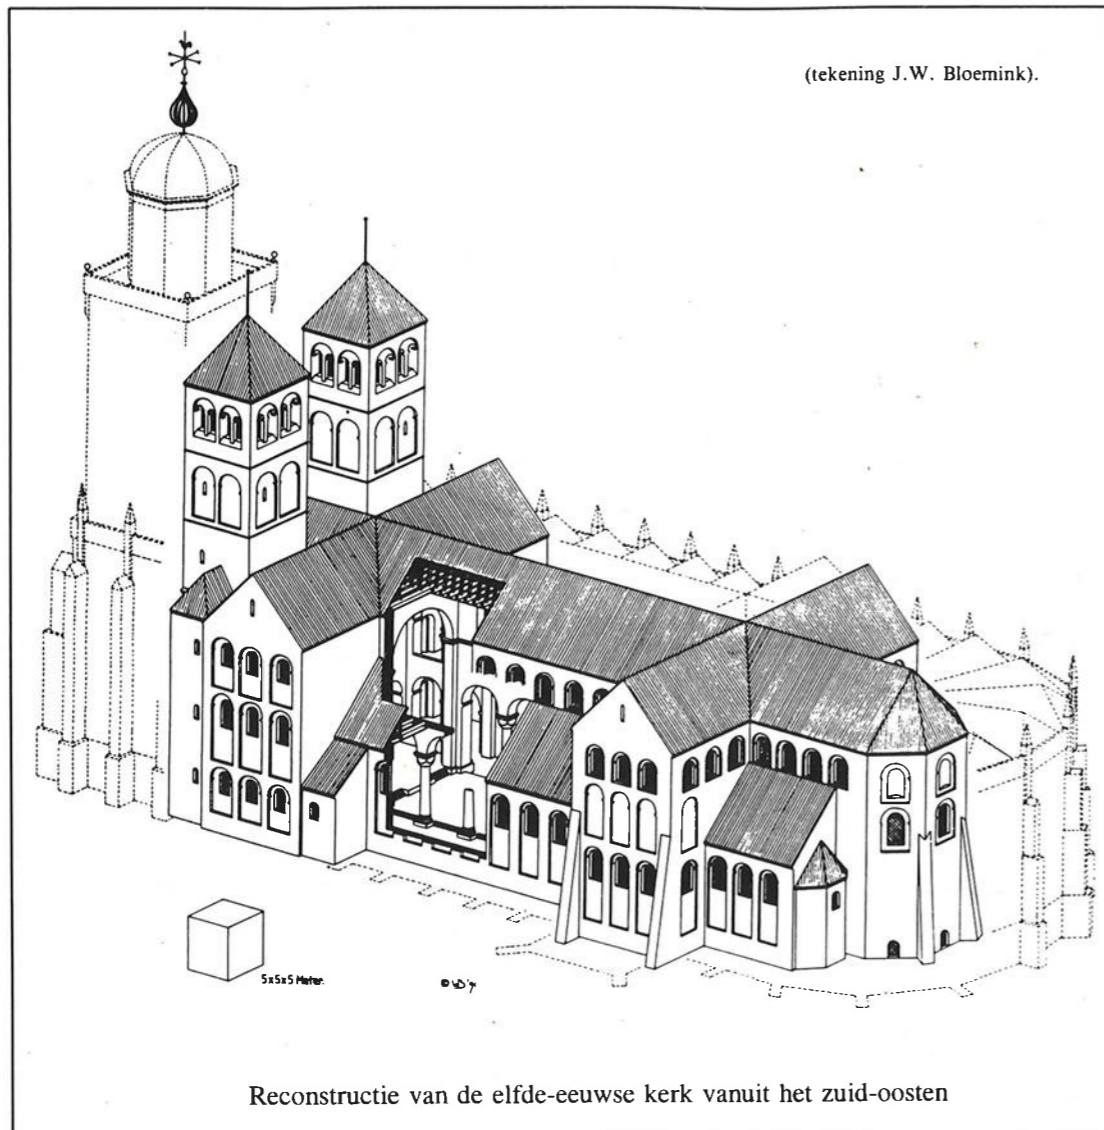 (tekening J.W. Bloemink).
5x5x5 Meter.
Reconstructie van de elfde-eeuwse kerk vanuit het zuid-oosten